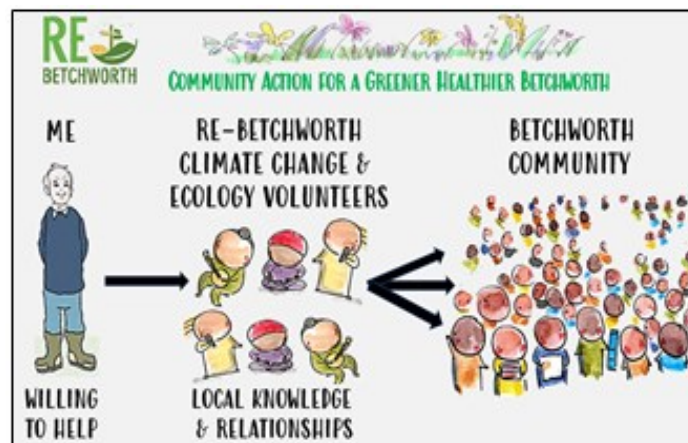 RE
BETCHWORTH
COMMUNITY ACTION FOR A GREENER HEALTHIER BETCHWORTH
ME
RE-BETCHWORTH
CLIMATE CHANGE &
ECOLOGY VOLUNTEERS
BETCHWORTH
COMMUNITY
WILLING
TO HELP
LOCAL KNOWLEDGE
& RELATIONSHIPS